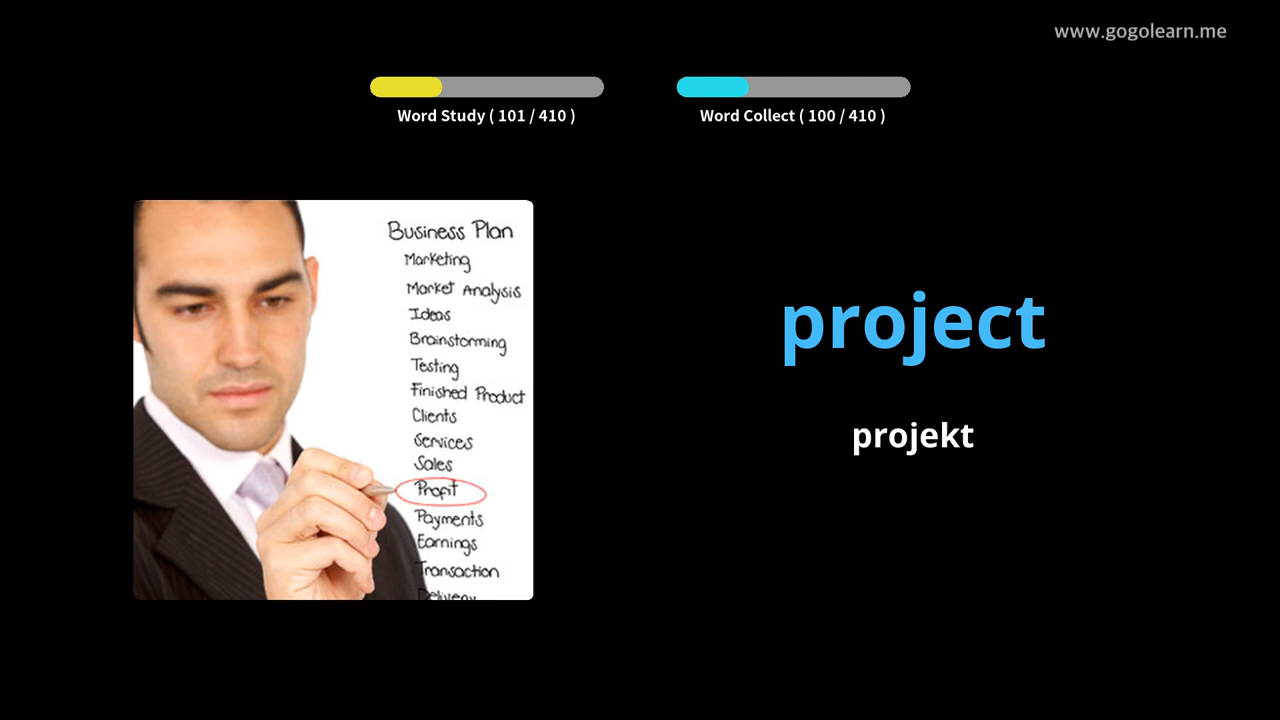 www.gogolearn.me
Word Study ( 101 / 410 )
Word Collect ( 100 / 410 )
Business Plan
Marketing
Market Analysis
Ideas
Brainstorming
Testing
Finished Product
Clients
Services
Sales
Profit
Payments
Earnings
Transaction
Delivery
project
projekt